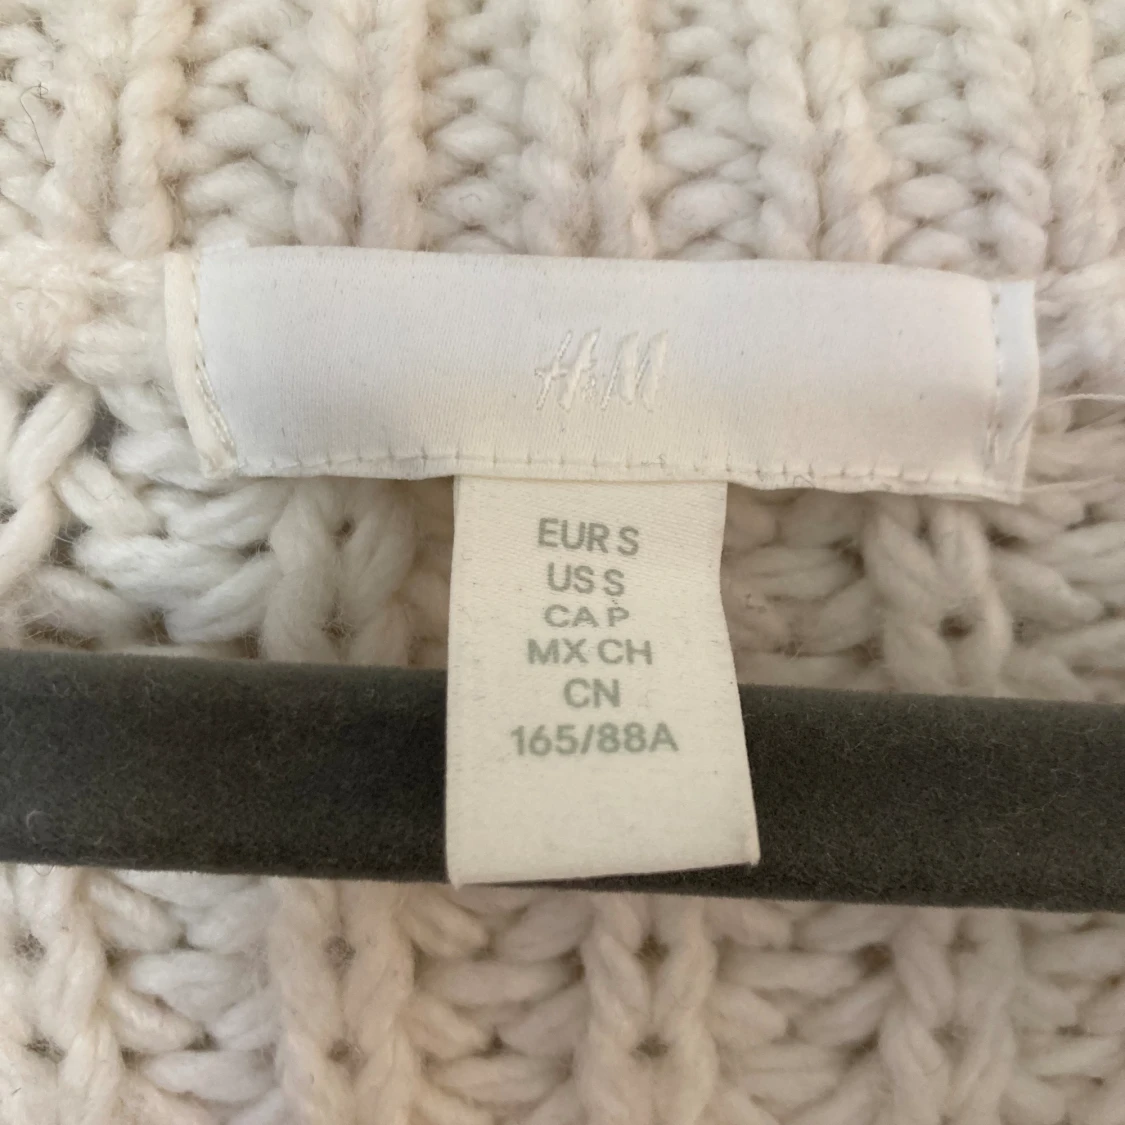 H&M
EUR S
US S
CA P
MX CH
CN
165/88A